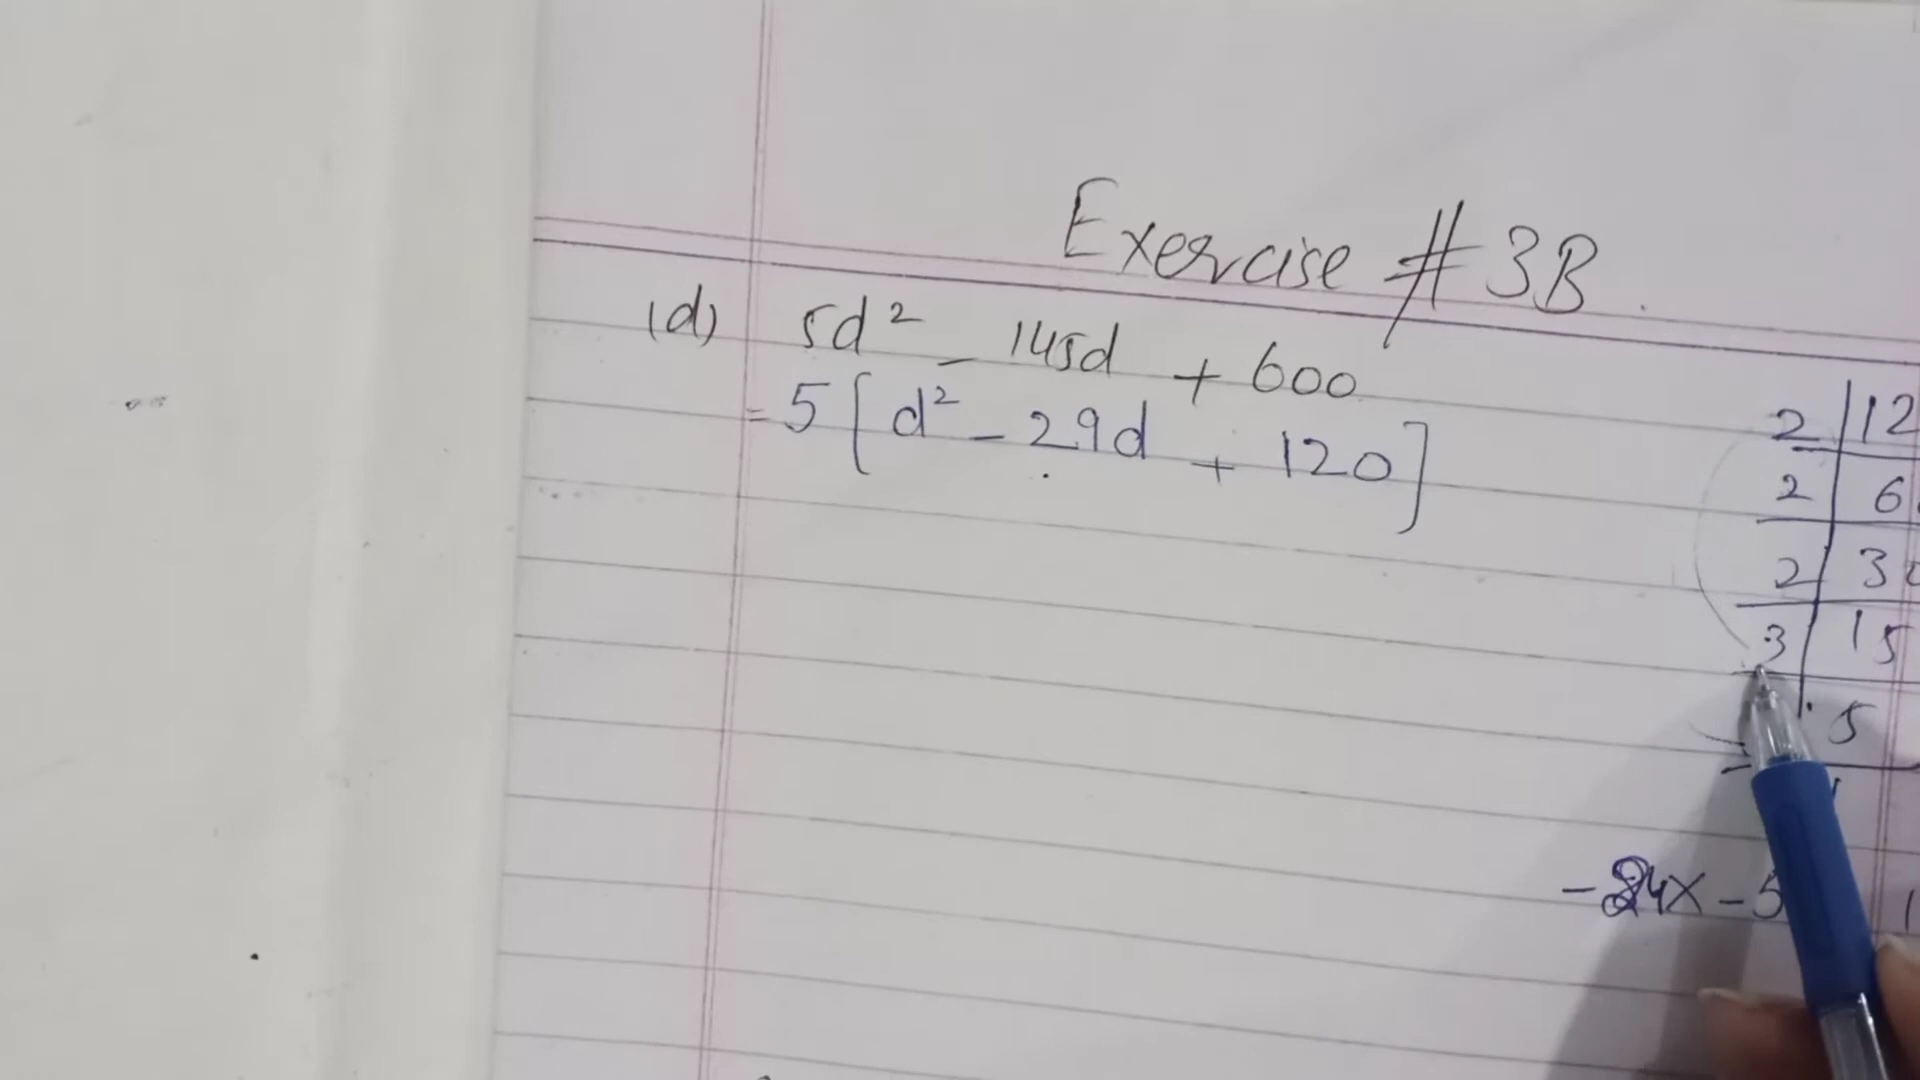 Exercise # 3B
(d) 5d² - 145d + 600
= 5[d² - 29d + 120]
2 | 12
2 | 6
2 | 30
3 | 15
5
-24x-5